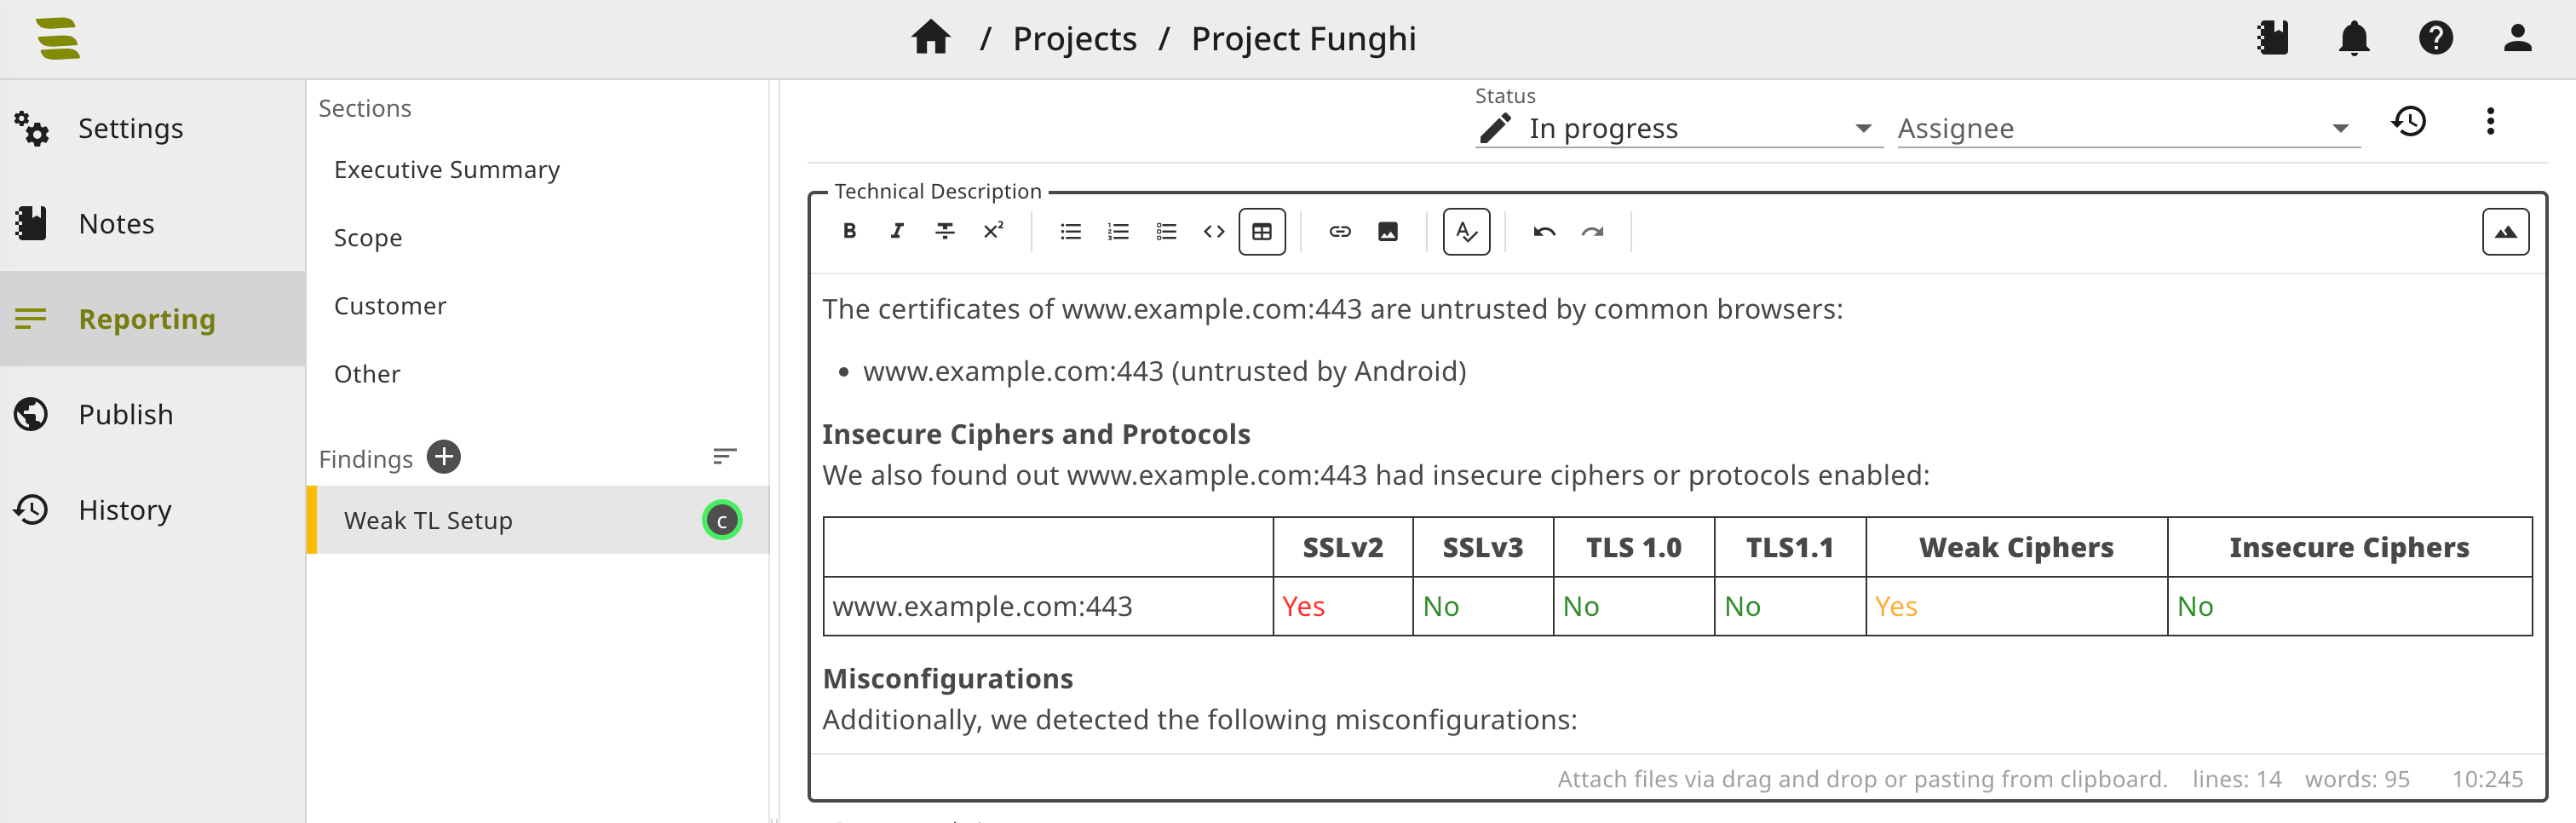 / Projects / Project Funghi
Settings
Notes
Reporting
Publish
History
Sections
Executive Summary
Scope
Customer
Other
Findings
Weak TL Setup
c
Status
In progress
Assignee
Technical Description
The certificates of www.example.com:443 are untrusted by common browsers:
• www.example.com:443 (untrusted by Android)
Insecure Ciphers and Protocols
We also found out www.example.com:443 had insecure ciphers or protocols enabled:
SSLv2 SSLv3 TLS 1.0 TLS1.1 Weak Ciphers Insecure Ciphers
www.example.com:443 Yes No No No Yes No
Misconfigurations
Additionally, we detected the following misconfigurations:
Attach files via drag and drop or pasting from clipboard. lines: 14 words: 95 10:245